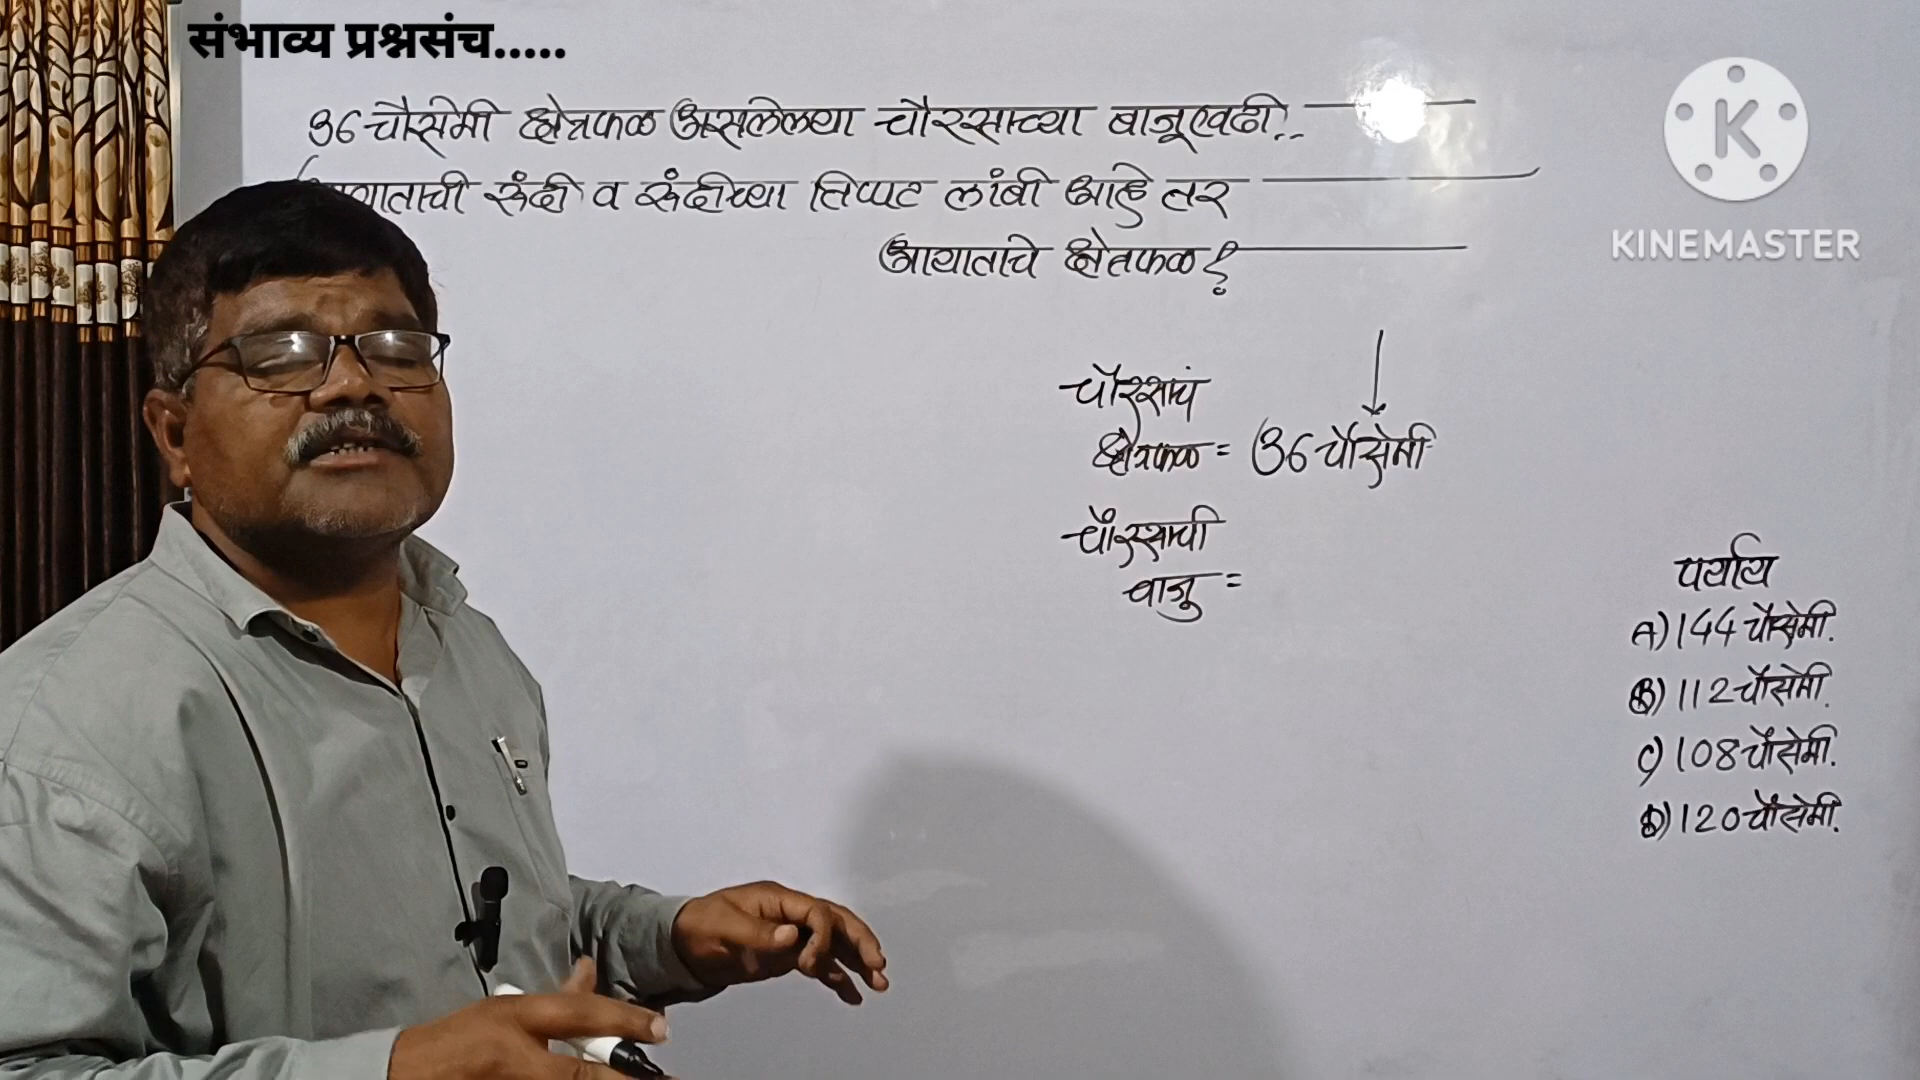 संभाव्य प्रश्नसंच.....
36 चौसेमी क्षेत्रफळ असलेल्या चौरसाच्या बाजूएवढी..
रुंदी व रुंदीच्या तिप्पट लांबी आहे तर
आयाताचे क्षेत्रफळ?
चौरसाचं
क्षेत्रफळ = 36 चौसेमी
चौरसाची
बाजु =
पर्याय
A) 144 चौसेमी.
B) 112 चौसेमी.
C) 108 चौसेमी.
D) 120 चौसेमी.
K
KINEMASTER